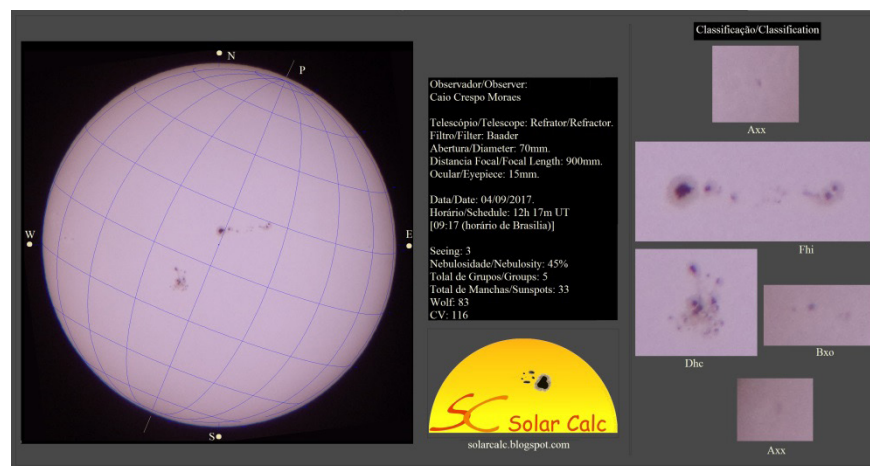 N
P
W
E
S
Observador/Observer:
Caio Crespo Moraes
Telescópio/Telescope: Refrator/Refractor.
Filtro/Filter: Baader
Abertura/Diameter: 70mm.
Distancia Focal/Focal Length: 900mm.
Ocular/Eyepiece: 15mm.
Data/Date: 04/09/2017.
Horário/Schedule: 12h 17m UT
[09:17 (horário de Brasilia)]
Seeing: 3
Nebulosidade/Nebulosity: 45%
Tolal de Grupos/Groups: 5
Total de Manchas/Sunspots: 33
Wolf: 83
CV: 116
SC Solar Calc
solarcalc.blogspot.com
Classificação/Classification
Axx
Fhi
Dhc
Bxo
Axx